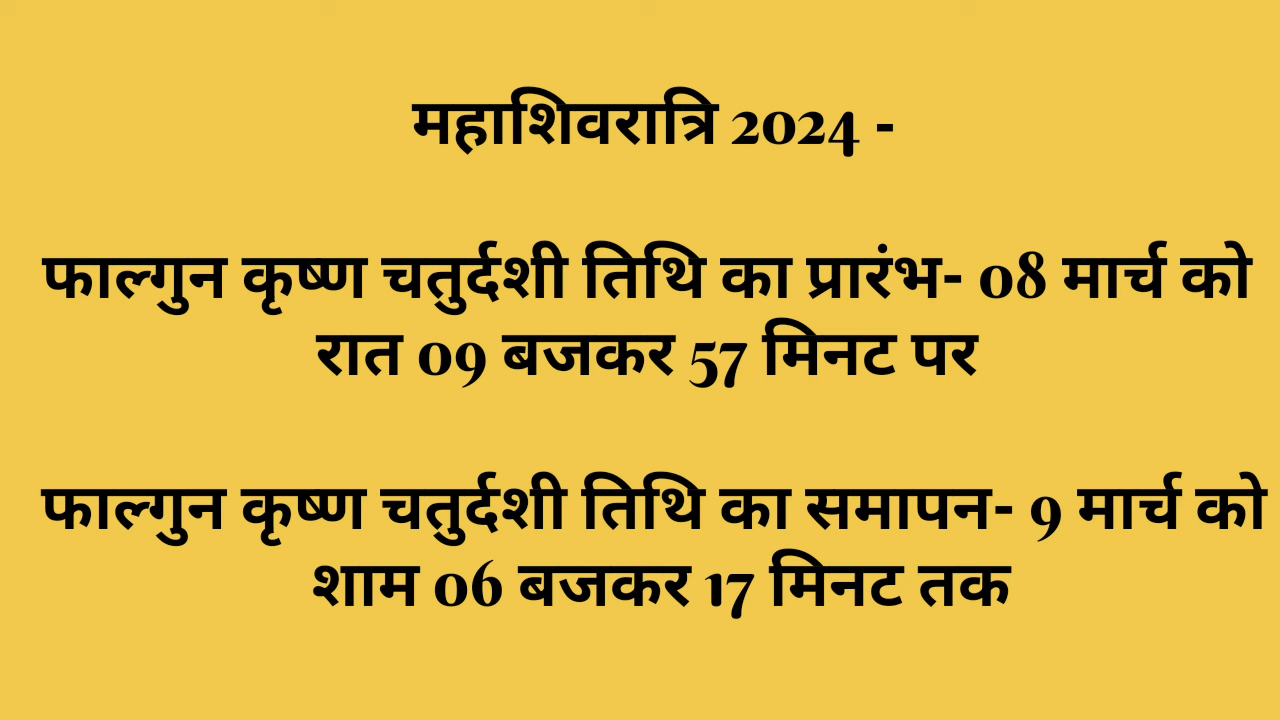 महाशिवरात्रि 2024 -
फाल्गुन कृष्ण चतुर्दशी तिथि का प्रारंभ- 08 मार्च को
रात 09 बजकर 57 मिनट पर
फाल्गुन कृष्ण चतुर्दशी तिथि का समापन- 9 मार्च को
शाम 06 बजकर 17 मिनट तक